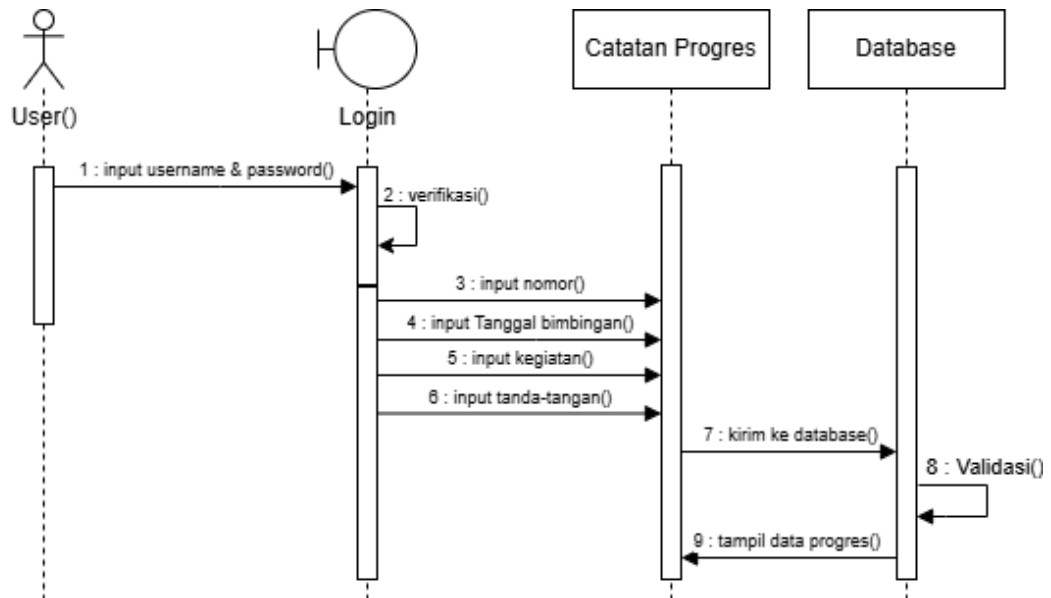 Catatan Progres
Database
User()
Login
1 : input username & password()
2 : verifikasi()
3 : input nomor()
4 : input Tanggal bimbingan()
5 : input kegiatan()
6 : input tanda-tangan()
7 : kirim ke database()
8 : Validasi()
9 : tampil data progres()